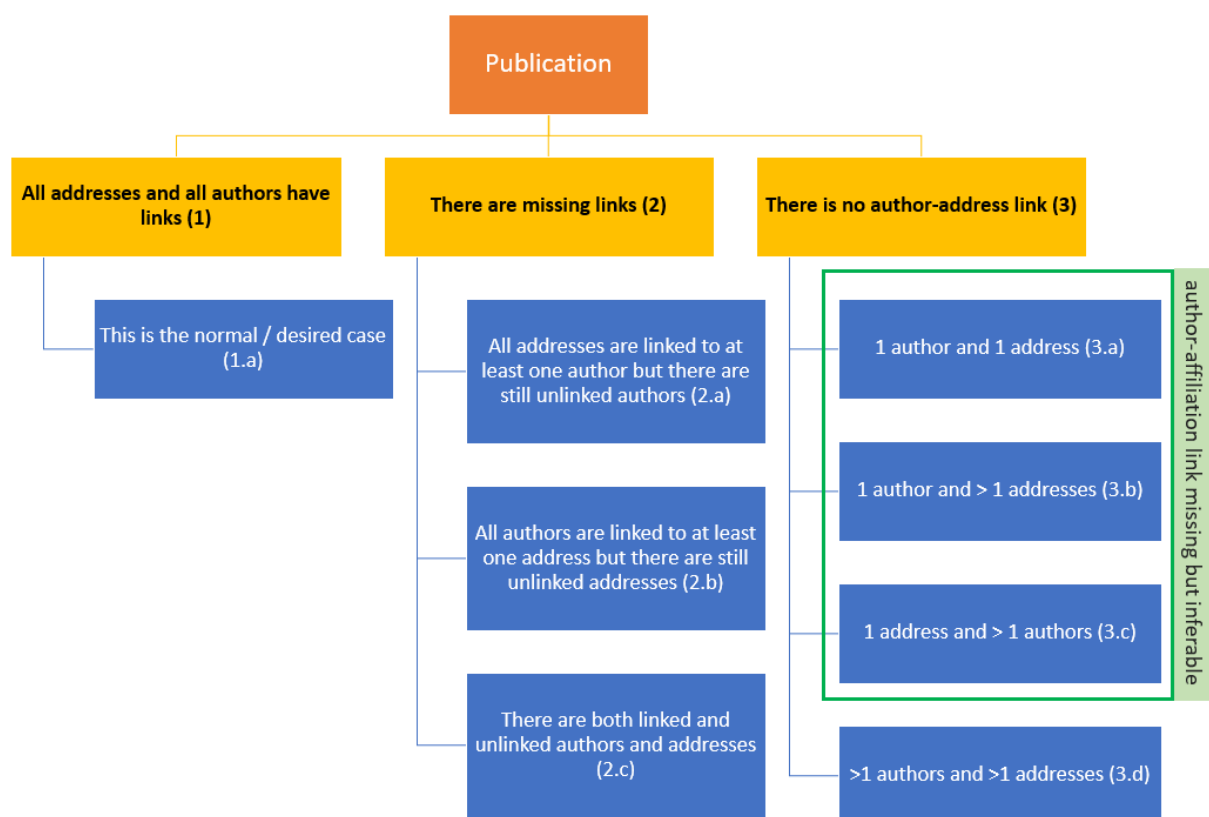 Publication
All addresses and all authors have
links (1)
There are missing links (2)
There is no author-address link (3)
This is the normal / desired case
(1.a)
All addresses are linked to at
least one author but there are
still unlinked authors (2.a)
All authors are linked to at least
one address but there are still
unlinked addresses (2.b)
There are both linked and
unlinked authors and addresses
(2.c)
1 author and 1 address (3.a)
1 author and > 1 addresses (3.b)
1 address and > 1 authors (3.c)
>1 authors and >1 addresses (3.d)
author-affiliation link missing but inferable